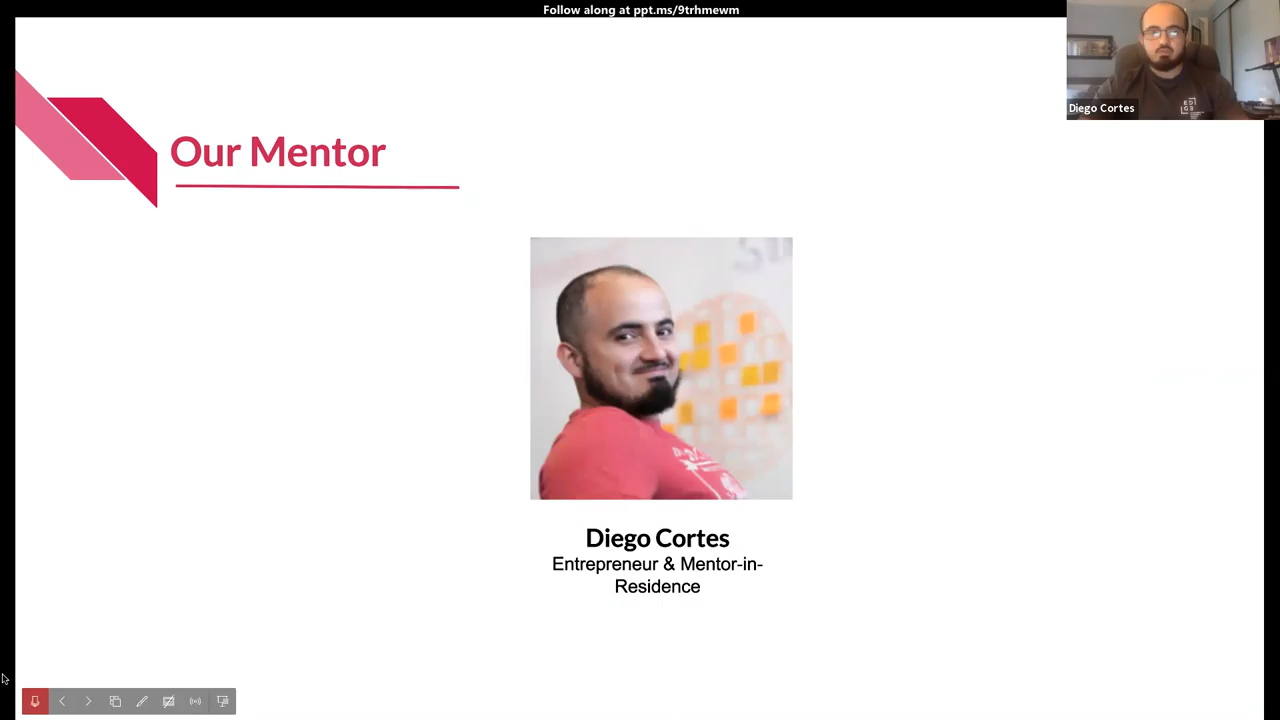 Follow along at ppt.ms/9trhmewm
Diego Cortes
Our Mentor
Diego Cortes
Entrepreneur & Mentor-in-
Residence